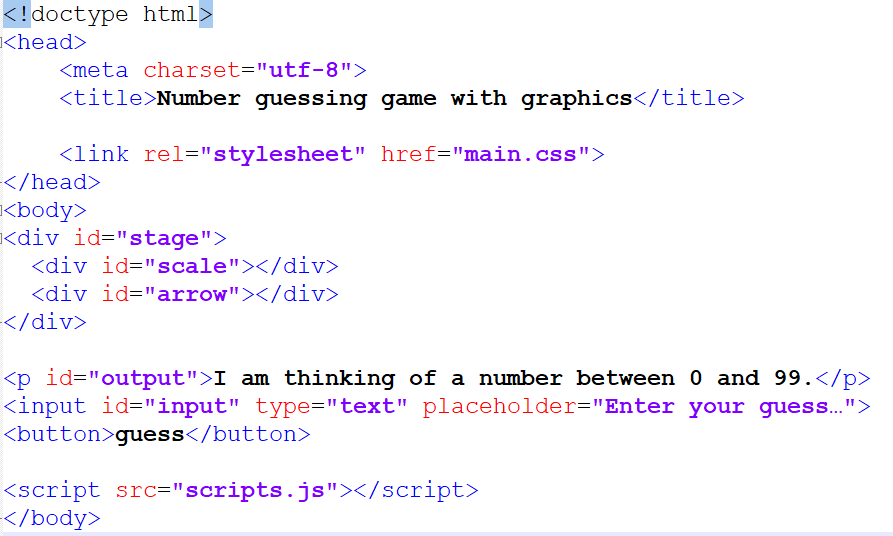 <!doctype html>
<head>
    <meta charset="utf-8">
    <title>Number guessing game with graphics</title>

    <link rel="stylesheet" href="main.css">
</head>
<body>
<div id="stage">
  <div id="scale"></div>
  <div id="arrow"></div>
</div>

<p id="output">I am thinking of a number between 0 and 99.</p>
<input id="input" type="text" placeholder="Enter your guess…">
<button>guess</button>

<script src="scripts.js"></script>
</body>